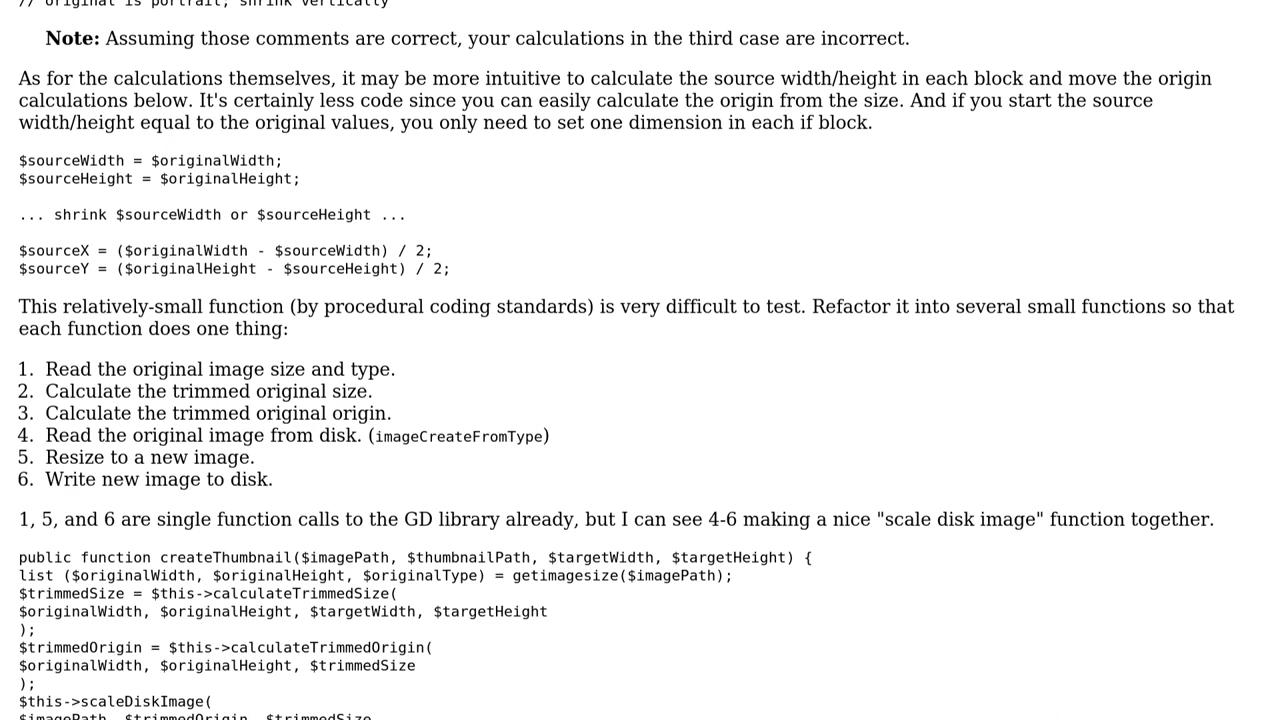 // original is portrait; shrink vertically
Note: Assuming those comments are correct, your calculations in the third case are incorrect.
As for the calculations themselves, it may be more intuitive to calculate the source width/height in each block and move the origin
calculations below. It's certainly less code since you can easily calculate the origin from the size. And if you start the source
width/height equal to the original values, you only need to set one dimension in each if block.
$sourceWidth = $originalWidth;
$sourceHeight = $originalHeight;
... shrink $sourceWidth or $sourceHeight ...
$sourceX = ($originalWidth - $sourceWidth) / 2;
$sourceY = ($originalHeight - $sourceHeight) / 2;
This relatively-small function (by procedural coding standards) is very difficult to test. Refactor it into several small functions so that
each function does one thing:
1. Read the original image size and type.
2. Calculate the trimmed original size.
3. Calculate the trimmed original origin.
4. Read the original image from disk. (imageCreateFromType)
5. Resize to a new image.
6. Write new image to disk.
1, 5, and 6 are single function calls to the GD library already, but I can see 4-6 making a nice "scale disk image" function together.
public function createThumbnail($imagePath, $thumbnailPath, $targetWidth, $targetHeight) {
list ($originalWidth, $originalHeight, $originalType) = getimagesize($imagePath);
$trimmedSize = $this->calculateTrimmedSize(
$originalWidth, $originalHeight, $targetWidth, $targetHeight
);
$trimmedOrigin = $this->calculateTrimmedOrigin(
$originalWidth, $originalHeight, $trimmedSize
);
$this->scaleDiskImage(
$imagePath, $trimmedOrigin, $trimmedSize